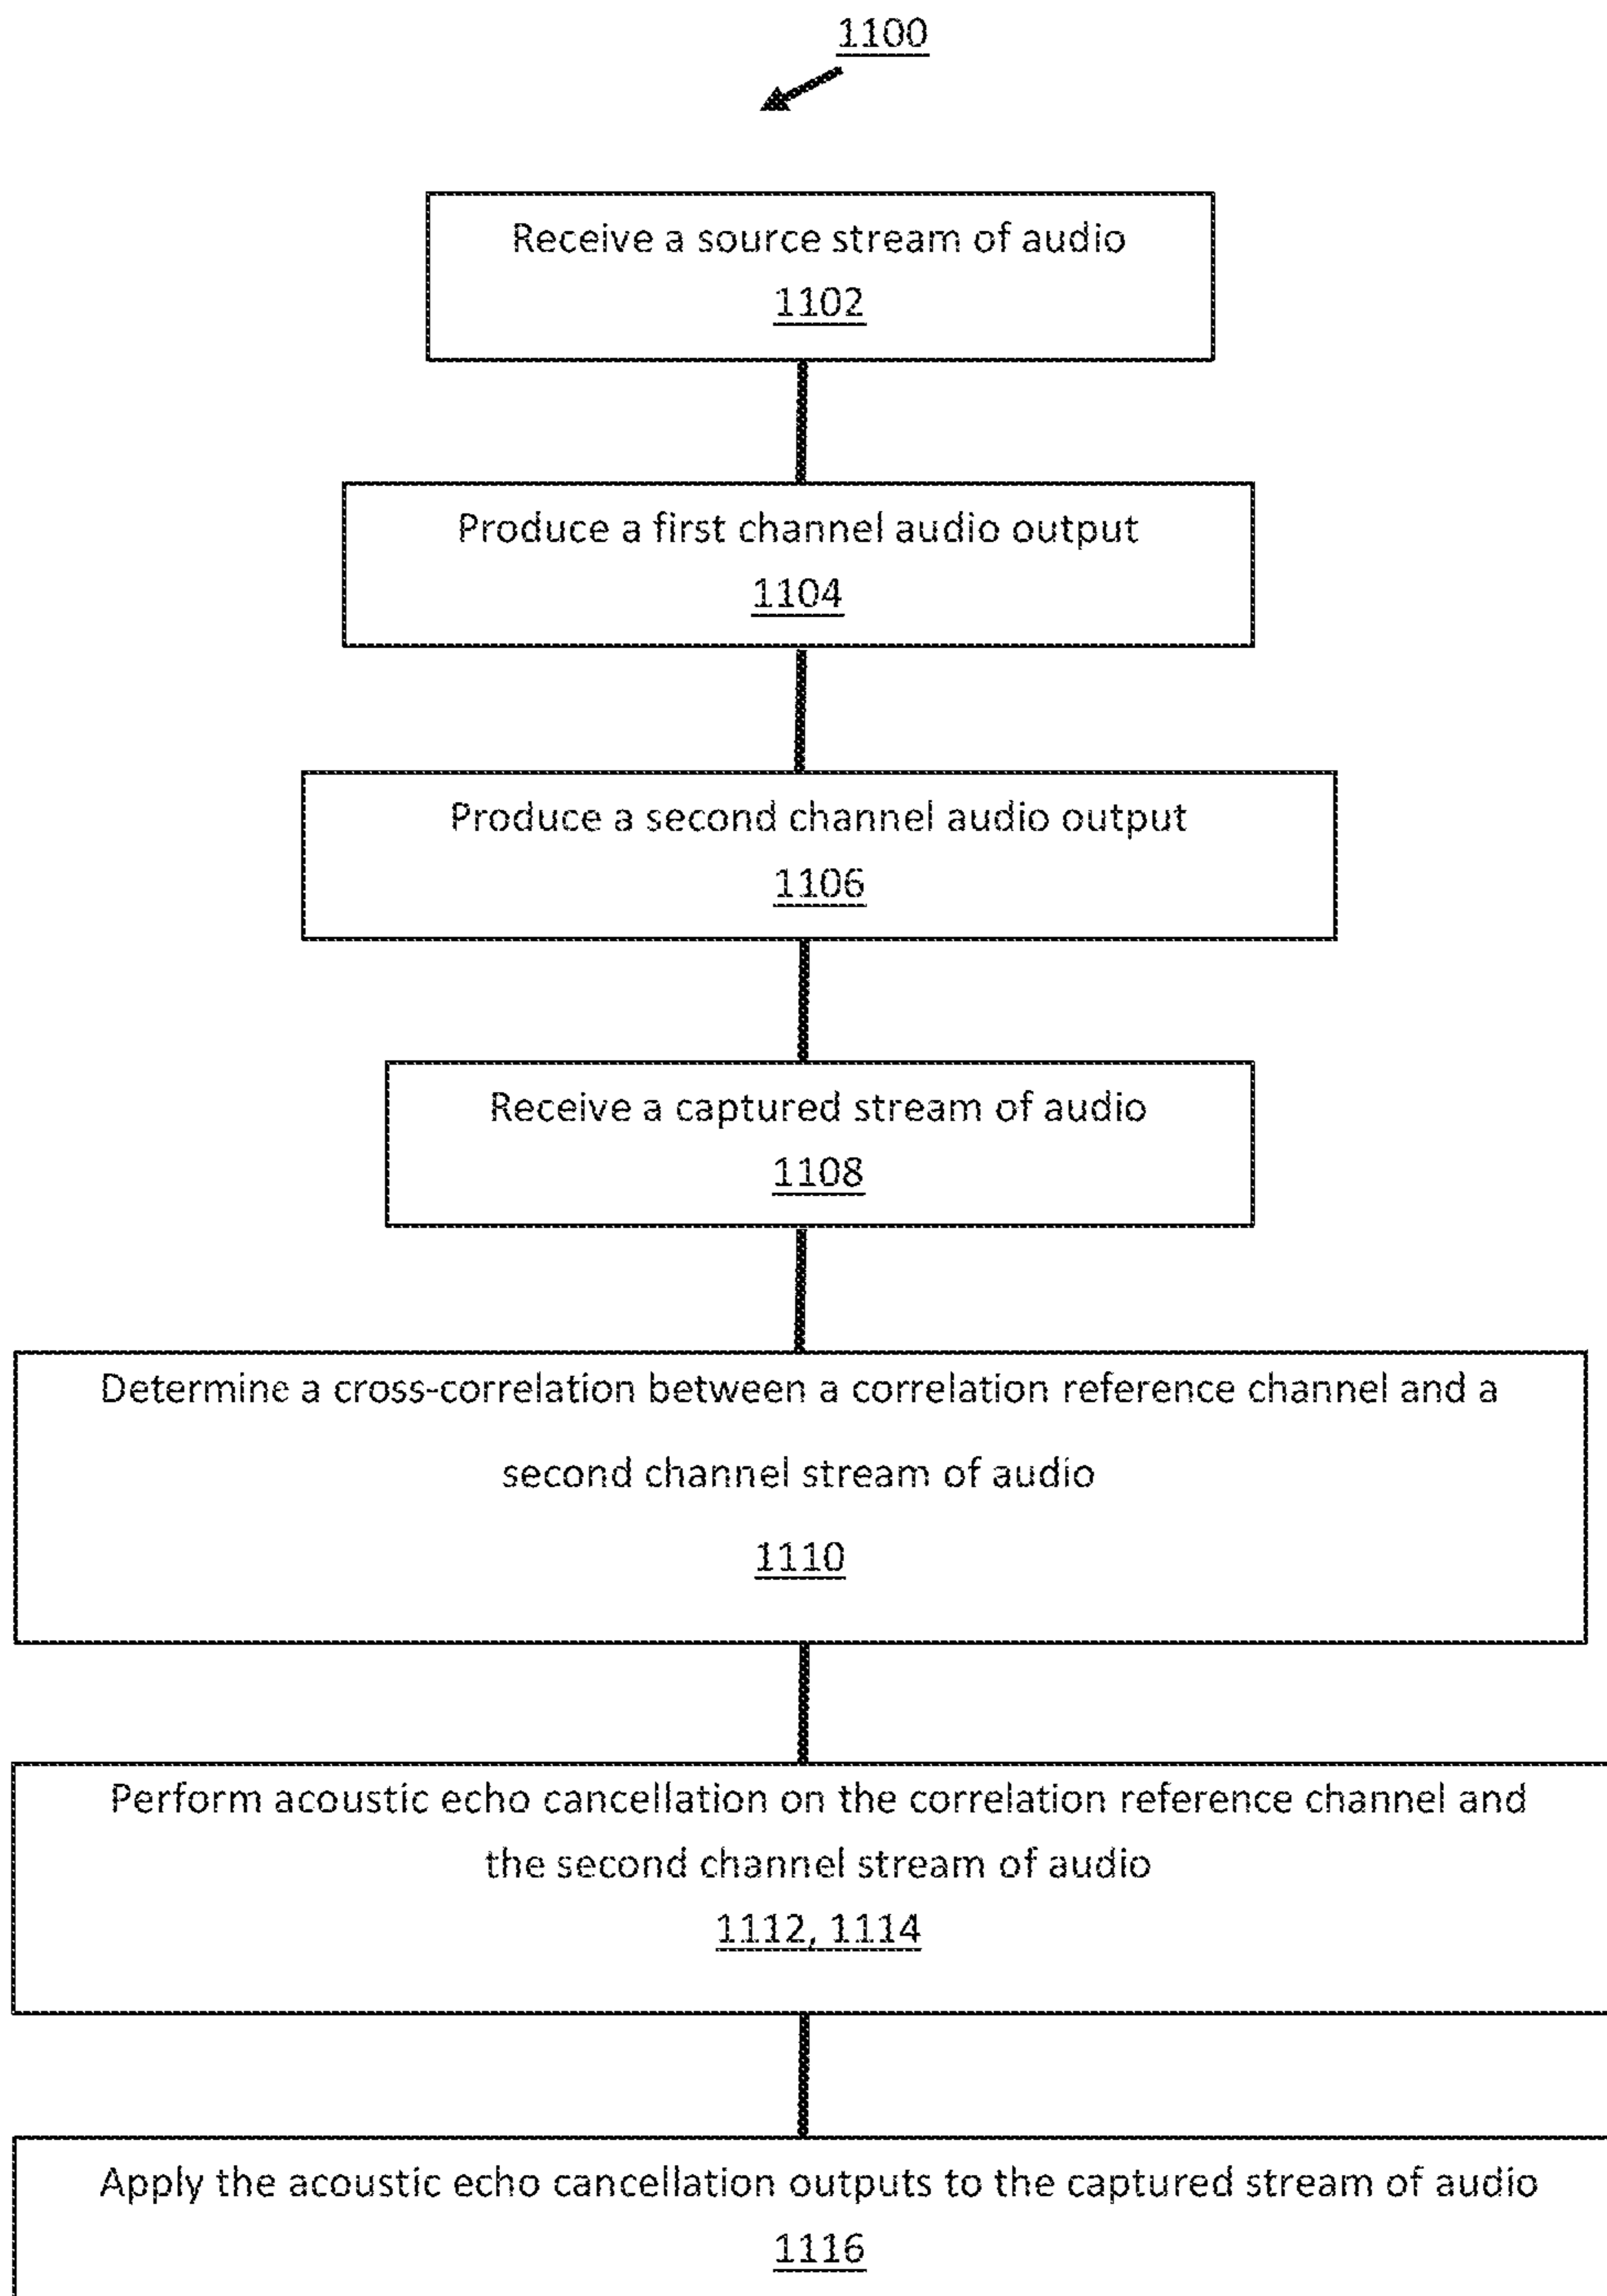 1100
Receive a source stream of audio
1102
Produce a first channel audio output
1104
Produce a second channel audio output
1106
Receive a captured stream of audio
1108
Determine a cross-correlation between a correlation reference channel and a
second channel stream of audio
1110
Perform acoustic echo cancellation on the correlation reference channel and
the second channel stream of audio
1112, 1114
Apply the acoustic echo cancellation outputs to the captured stream of audio
1116